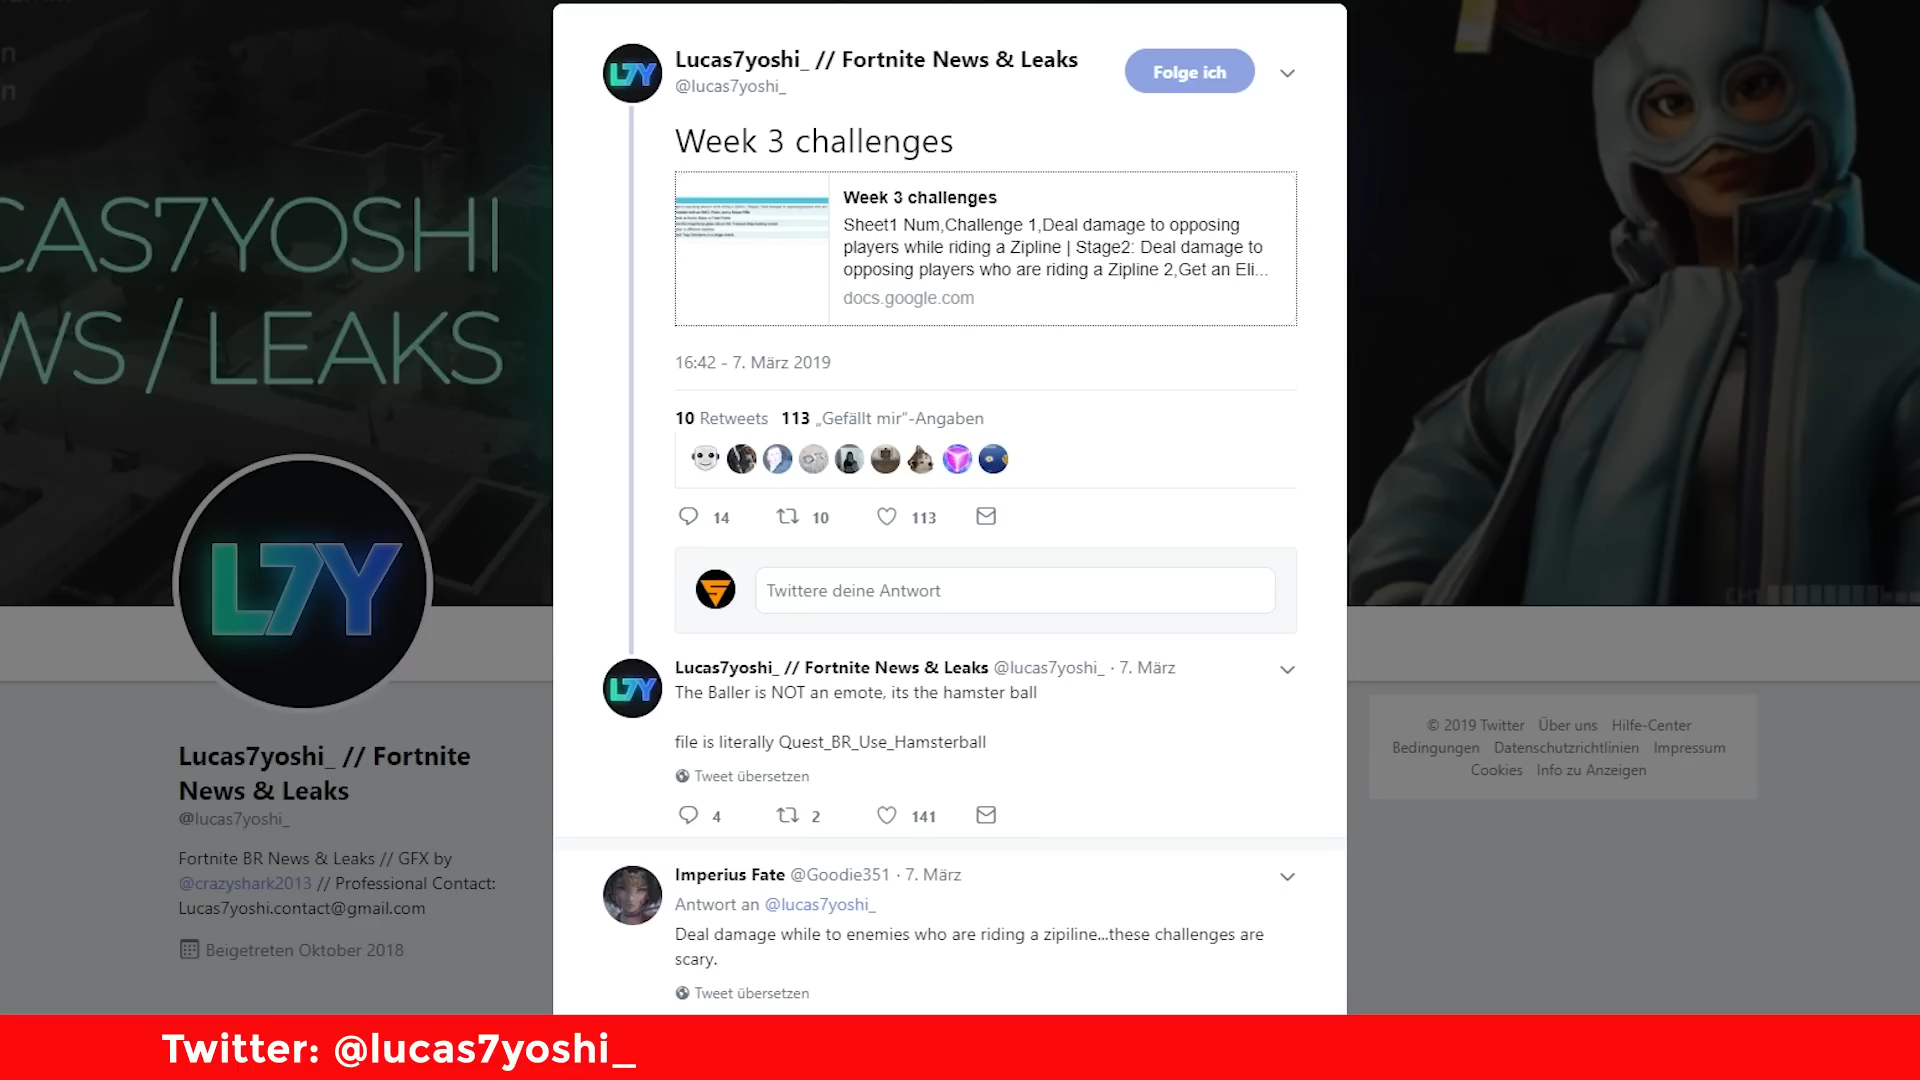 Lucas7yoshi_ // Fortnite News & Leaks
@lucas7yoshi_
Folge ich
Week 3 challenges
Week 3 challenges
Sheet1 Num,Challenge 1,Deal damage to opposing
players while riding a Zipline | Stage2: Deal damage to
opposing players who are riding a Zipline 2,Get an Eli...
docs.google.com
16:42 - 7. März 2019
10 Retweets 113 „Gefällt mir“-Angaben
14 10 113
Twittere deine Antwort
Lucas7yoshi_ // Fortnite News & Leaks @lucas7yoshi_ · 7. März
The Baller is NOT an emote, its the hamster ball
file is literally Quest_BR_Use_Hamsterball
Tweet übersetzen
4 2 141
Imperius Fate @Goodie351 · 7. März
Antwort an @lucas7yoshi_
Deal damage while to enemies who are riding a zipiline...these challenges are
scary.
Tweet übersetzen
CAS7YOSHI
WS / LEAKS
L7Y
Lucas7yoshi_ // Fortnite
News & Leaks
@lucas7yoshi_
Fortnite BR News & Leaks // GFX by
@crazyshark2013 // Professional Contact:
Lucas7yoshi.contact@gmail.com
Beigetreten Oktober 2018
© 2019 Twitter Über uns Hilfe-Center
Bedingungen Datenschutzrichtlinien Impressum
Cookies Info zu Anzeigen
Twitter: @lucas7yoshi_